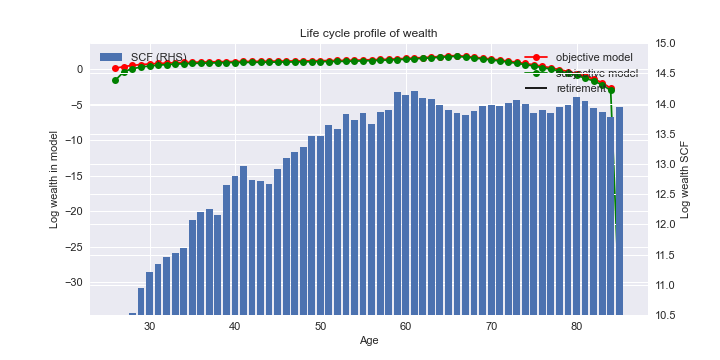 Life cycle profile of wealth
SCF (RHS)
objective model
subjective model
retirement
0
−5
−10
−15
−20
−25
−30
Log wealth in model
15.0
14.5
14.0
13.5
13.0
12.5
12.0
11.5
11.0
10.5
Log wealth SCF
30 40 50 60 70 80
Age